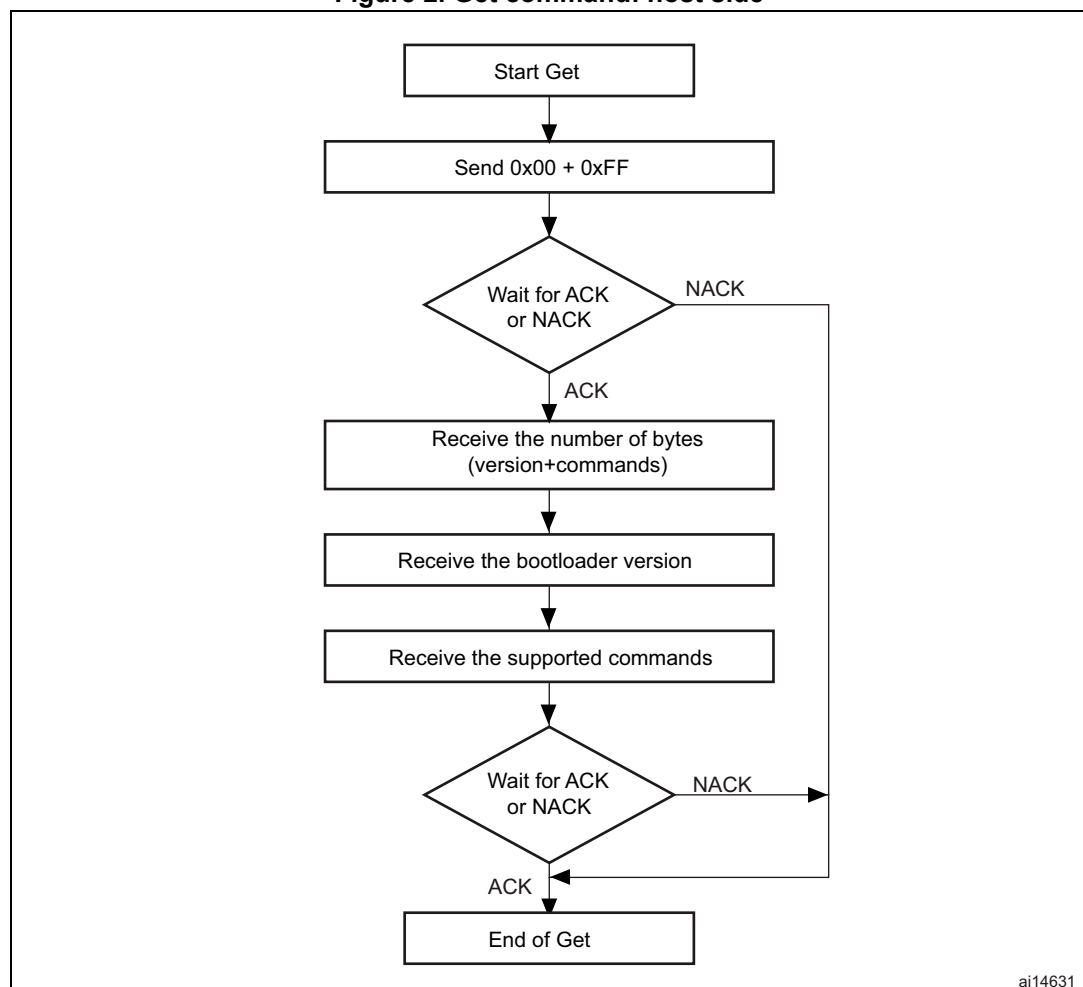 Figure 2. Get command: host side
Start Get
Send 0x00 + 0xFF
Wait for ACK
or NACK
NACK
ACK
Receive the number of bytes
(version+commands)
Receive the bootloader version
Receive the supported commands
Wait for ACK
or NACK
NACK
ACK
End of Get
ai14631